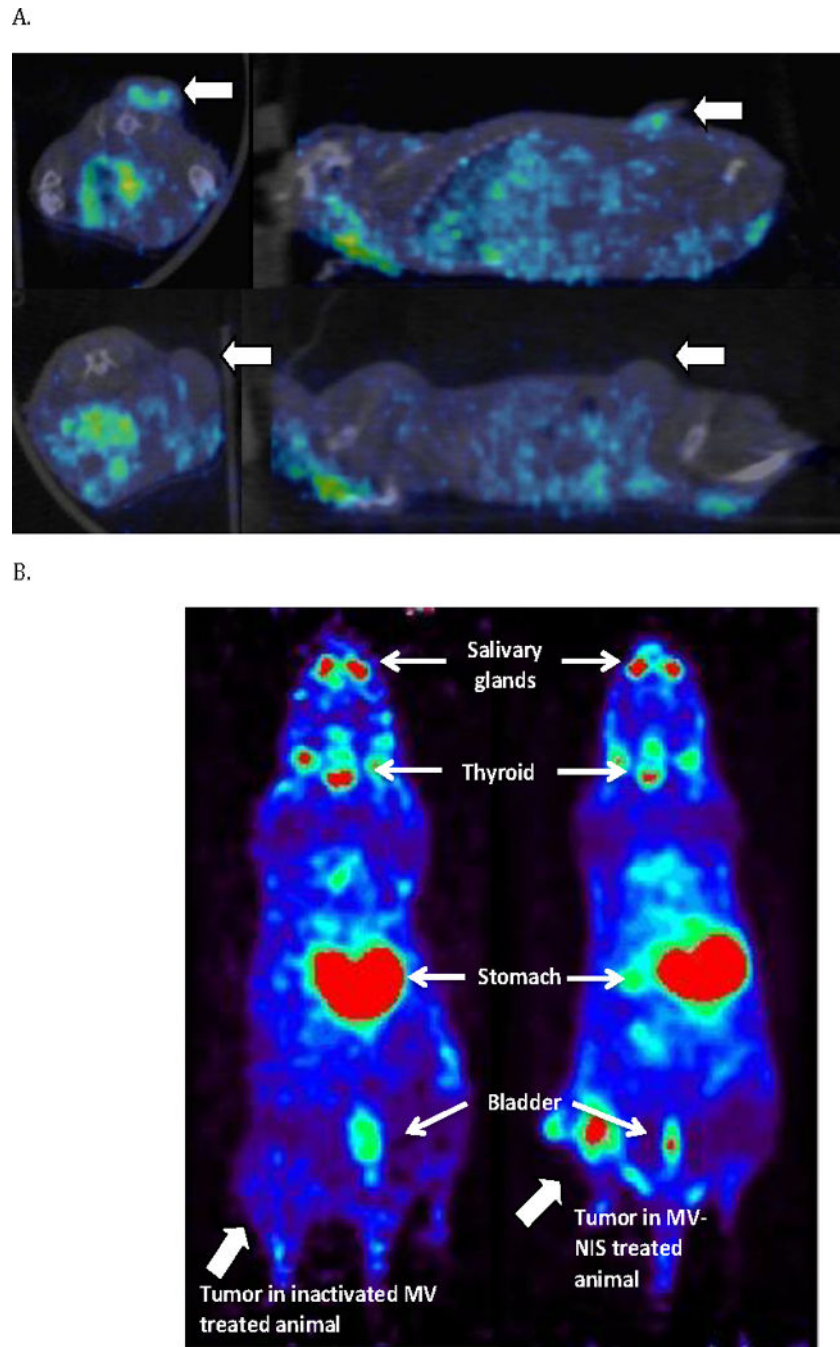 A.
B.
Salivary
glands
Thyroid
Stomach
Bladder
Tumor in MV-
NIS treated
animal
Tumor in inactivated MV
treated animal